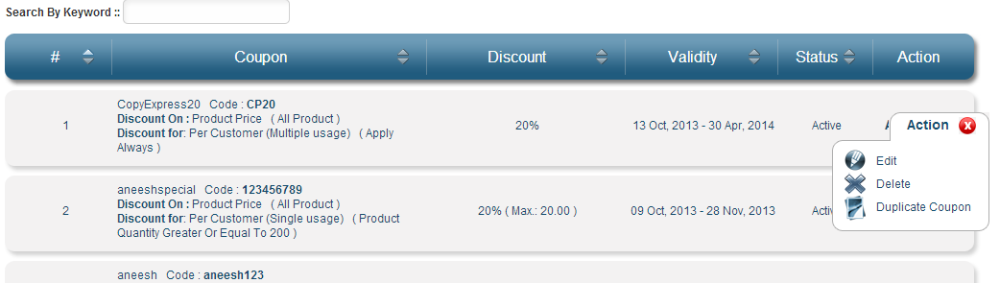 Search By Keyword ::
# Coupon Discount Validity Status Action
CopyExpress20 Code : CP20
Discount On : Product Price ( All Product )
1 20% 13 Oct, 2013 - 30 Apr, 2014 Active
Discount for: Per Customer (Multiple usage) ( Apply
Always )
Action x
Edit
Delete
Duplicate Coupon
aneeshspecial Code : 123456789
Discount On : Product Price ( All Product )
2 20% ( Max.: 20.00 ) 09 Oct, 2013 - 28 Nov, 2013
Discount for: Per Customer (Single usage) ( Product
Quantity Greater Or Equal To 200 )
aneesh Code : aneesh123